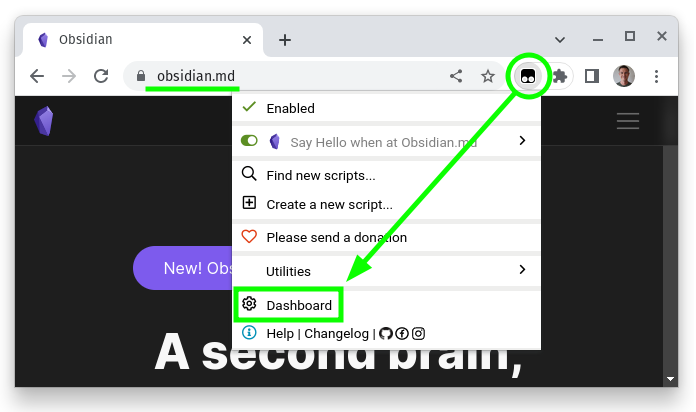 Obsidian
obsidian.md
Enabled
Say Hello when at Obsidian.md
Find new scripts...
Create a new script...
Please send a donation
New! Obs
Utilities
Dashboard
Help | Changelog |
A second brain,